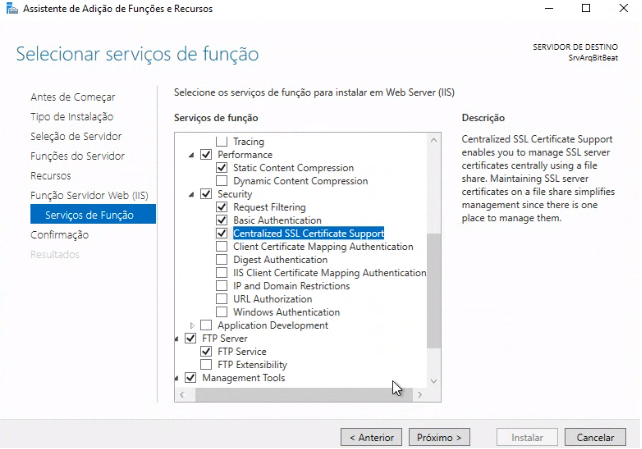 Assistente de Adição de Funções e Recursos
Selecionar serviços de função
SERVIDOR DE DESTINO
SrvArqBitBeat
Antes de Começar
Tipo de Instalação
Seleção de Servidor
Funções do Servidor
Recursos
Função Servidor Web (IIS)
Serviços de Função
Confirmação
Resultados
Selecione os serviços de função para instalar em Web Server (IIS)
Serviços de função
Tracing
Performance
Static Content Compression
Dynamic Content Compression
Security
Request Filtering
Basic Authentication
Centralized SSL Certificate Support
Client Certificate Mapping Authentication
Digest Authentication
IIS Client Certificate Mapping Authentication
IP and Domain Restrictions
URL Authorization
Windows Authentication
Application Development
FTP Server
FTP Service
FTP Extensibility
Management Tools
Descrição
Centralized SSL Certificate Support
enables you to manage SSL server
certificates centrally using a file
share. Maintaining SSL server
certificates on a file share simplifies
management since there is one
place to manage them.
< Anterior
Próximo >
Instalar
Cancelar